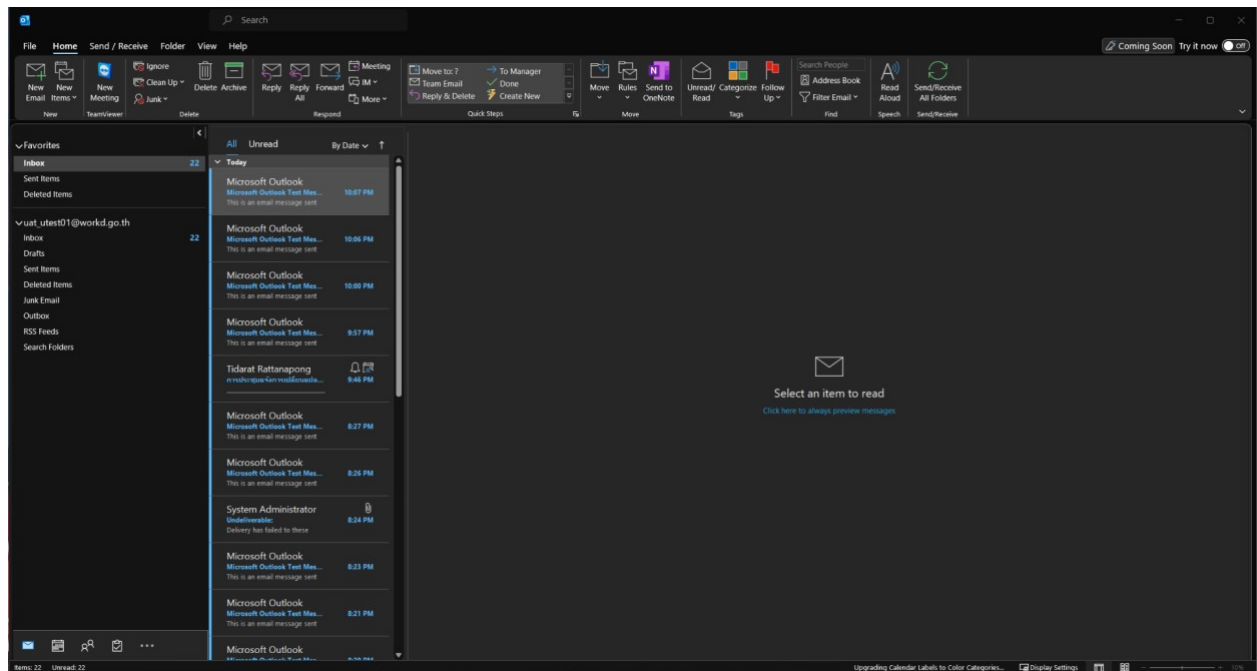 Search
File Home Send / Receive Folder View Help
Coming Soon Try it now Off
New Email
New Items
New Meeting
Ignore
Clean Up
Junk
Delete
Archive
Reply
Reply All
Forward
Meeting
IM
More
Move to: ?
To Manager
Team Email
Done
Reply & Delete
Create New
Move
Rules
Send to OneNote
Unread/ Read
Categorize
Follow Up
Search People
Address Book
Filter Email
Read Aloud
Send/Receive All Folders
New TeamViewer Delete Respond Quick Steps Move Tags Find Speech Send/Receive
Favorites
Inbox 22
Sent Items
Deleted Items
uat_utest01@workd.go.th
Inbox 22
Drafts
Sent Items
Deleted Items
Junk Email
Outbox
RSS Feeds
Search Folders
All Unread By Date
Today
Microsoft Outlook
Microsoft Outlook Test Mes... 10:07 PM
This is an email message sent
Microsoft Outlook
Microsoft Outlook Test Mes... 10:06 PM
This is an email message sent
Microsoft Outlook
Microsoft Outlook Test Mes... 10:00 PM
This is an email message sent
Microsoft Outlook
Microsoft Outlook Test Mes... 9:57 PM
This is an email message sent
Tidarat Rattanapong
9:46 PM
Microsoft Outlook
Microsoft Outlook Test Mes... 8:27 PM
This is an email message sent
Microsoft Outlook
Microsoft Outlook Test Mes... 8:26 PM
This is an email message sent
System Administrator
Undeliverable: 8:24 PM
Delivery has failed to these
Microsoft Outlook
Microsoft Outlook Test Mes... 8:23 PM
This is an email message sent
Microsoft Outlook
Microsoft Outlook Test Mes... 8:21 PM
This is an email message sent
Microsoft Outlook
Select an item to read
Click here to always preview messages
Items: 22 Unread: 22
Upgrading Calendar Labels to Color Categories... Display Settings 10%